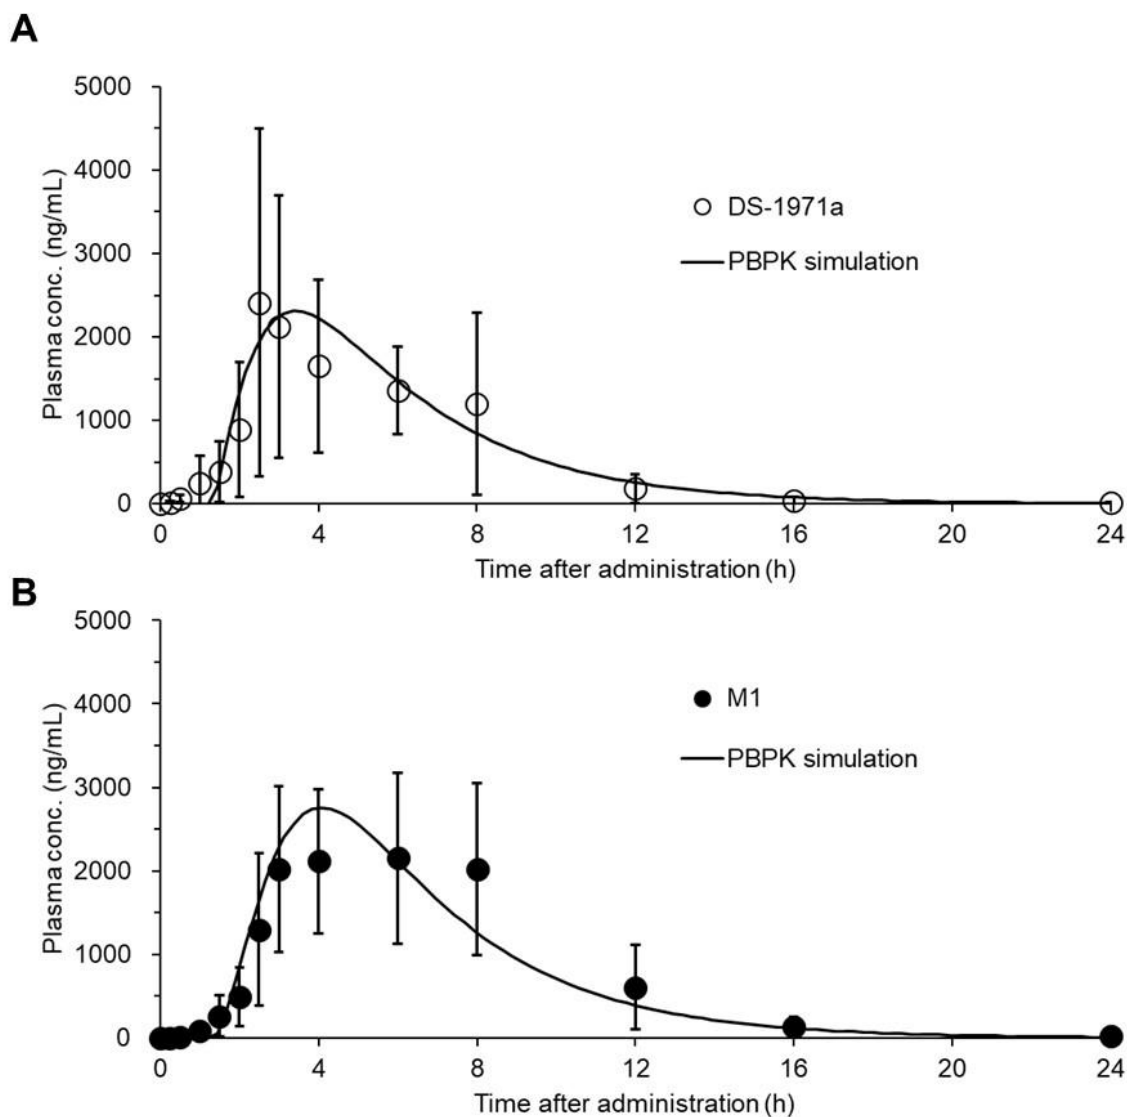 A
5000
4000
3000
2000
1000
0
Plasma conc. (ng/mL)
DS-1971a
PBPK simulation
0 4 8 12 16 20 24
Time after administration (h)
B
5000
4000
3000
2000
1000
0
Plasma conc. (ng/mL)
M1
PBPK simulation
0 4 8 12 16 20 24
Time after administration (h)